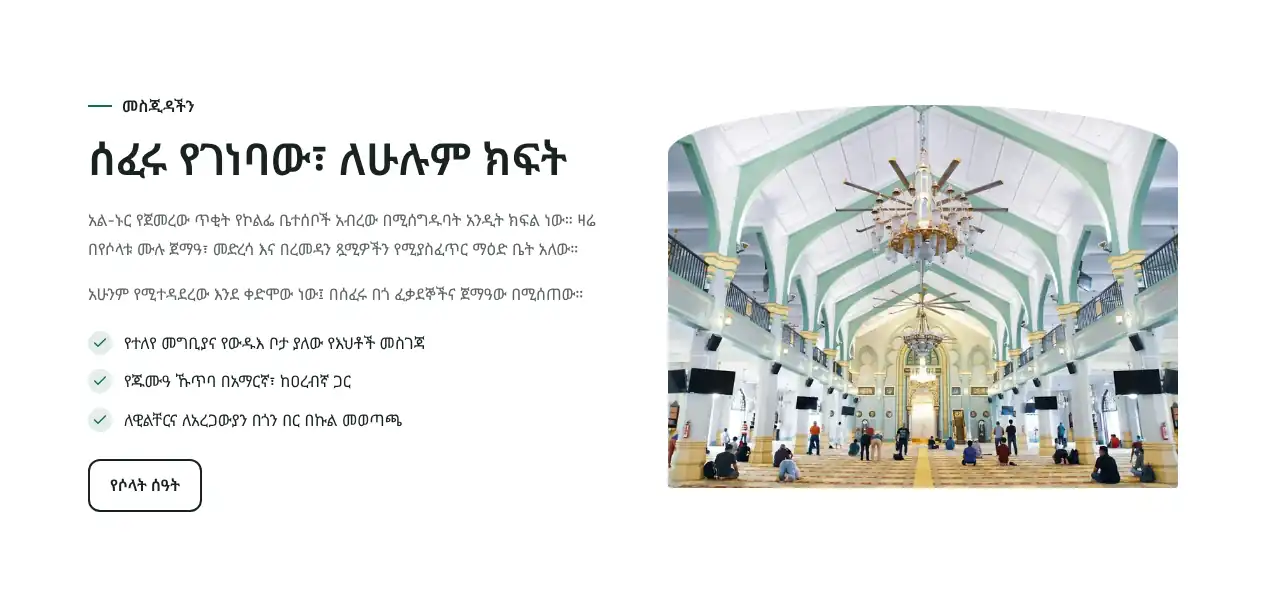 መስጂዳችን
ሰፈሩ የገነባው፣ ለሁሉም ክፍት
አል-ኑር የጀመረው ጥቂት የኮልፌ ቤተሰቦች አብረው በሚሰግዱባት አንዲት ክፍል ነው። ዛሬ
በየሶላቱ ሙሉ ጀማዓ፣ መድረሳ እና በረመዳን ጿሚዎችን የሚያስፈጥር ማዕድ ቤት አለው።
አሁንም የሚተዳደረው እንደ ቀድሞው ነው፤ በሰፈሩ በጎ ፈቃደኞችና ጀማዓው በሚሰጠው።
የተለየ መግቢያና የውዱእ ቦታ ያለው የእህቶች መስገጃ
የጁሙዓ ኹጥባ በአማርኛ፣ ከዐረብኛ ጋር
ለዊልቸርና ለአረጋውያን በጎን በር በኩል መወጣጫ
የሶላት ሰዓት